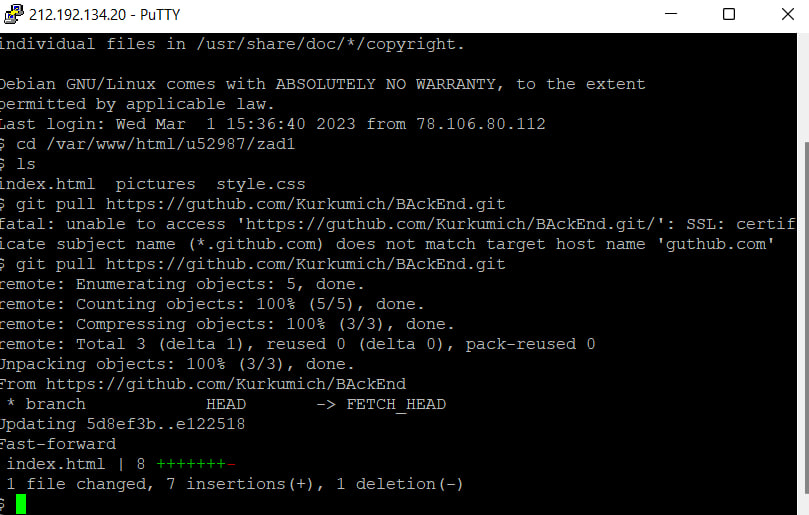 212.192.134.20 - PuTTY
individual files in /usr/share/doc/*/copyright.
Debian GNU/Linux comes with ABSOLUTELY NO WARRANTY, to the extent
permitted by applicable law.
Last login: Wed Mar  1 15:36:40 2023 from 78.106.80.112
$ cd /var/www/html/u52987/zad1
$ ls
index.html  pictures  style.css
$ git pull https://guthub.com/Kurkumich/BAckEnd.git
fatal: unable to access 'https://guthub.com/Kurkumich/BAckEnd.git/': SSL: certif
icate subject name (*.github.com) does not match target host name 'guthub.com'
$ git pull https://github.com/Kurkumich/BAckEnd.git
remote: Enumerating objects: 5, done.
remote: Counting objects: 100% (5/5), done.
remote: Compressing objects: 100% (3/3), done.
remote: Total 3 (delta 1), reused 0 (delta 0), pack-reused 0
Unpacking objects: 100% (3/3), done.
From https://github.com/Kurkumich/BAckEnd
 * branch            HEAD       -> FETCH_HEAD
Updating 5d8ef3b..e122518
Fast-forward
 index.html | 8 +++++++-
 1 file changed, 7 insertions(+), 1 deletion(-)
$